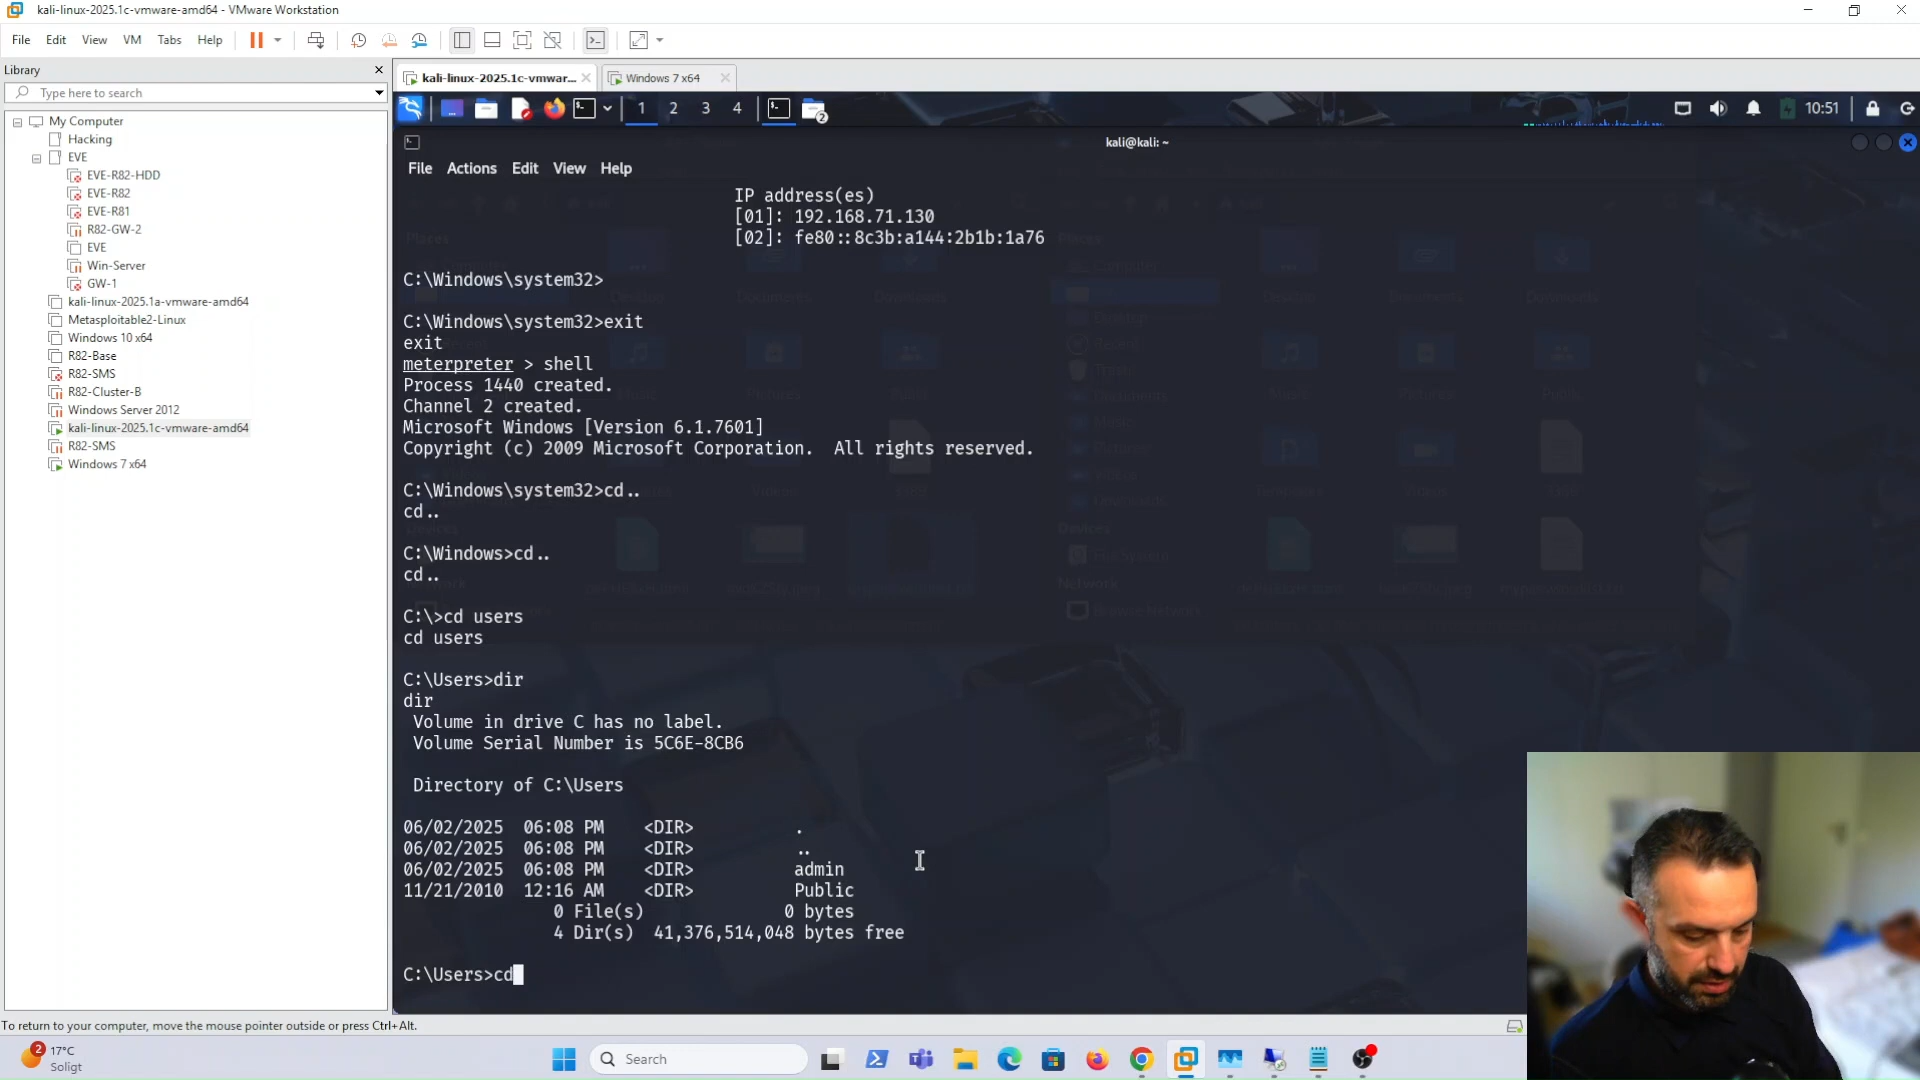 kali-linux-2025.1c-vmware-amd64 - VMware Workstation
File Edit View VM Tabs Help
Library
Type here to search
My Computer
Hacking
EVE
EVE-R82-HDD
EVE-R82
EVE-R81
R82-GW-2
EVE
Win-Server
GW-1
kali-linux-2025.1a-vmware-amd64
Metasploitable2-Linux
Windows 10 x64
R82-Base
R82-SMS
R82-Cluster-B
Windows Server 2012
kali-linux-2025.1c-vmware-amd64
R82-SMS
Windows 7 x64
kali-linux-2025.1c-vmwar...
Windows 7 x64
1 2 3 4
2
10:51
kali@kali: ~
File Actions Edit View Help
IP address(es)
[01]: 192.168.71.130
[02]: fe80::8c3b:a144:2b1b:1a76
C:\Windows\system32>
C:\Windows\system32>exit
exit
meterpreter > shell
Process 1440 created.
Channel 2 created.
Microsoft Windows [Version 6.1.7601]
Copyright (c) 2009 Microsoft Corporation.  All rights reserved.
C:\Windows\system32>cd..
cd..
C:\Windows>cd..
cd..
C:\>cd users
cd users
C:\Users>dir
dir
Volume in drive C has no label.
Volume Serial Number is 5C6E-8CB6
Directory of C:\Users
06/02/2025  06:08 PM    <DIR>          .
06/02/2025  06:08 PM    <DIR>          ..
06/02/2025  06:08 PM    <DIR>          admin
11/21/2010  12:16 AM    <DIR>          Public
0 File(s)              0 bytes
4 Dir(s)  41,376,514,048 bytes free
C:\Users>cd
To return to your computer, move the mouse pointer outside or press Ctrl+Alt.
2
17°C
Soligt
Search